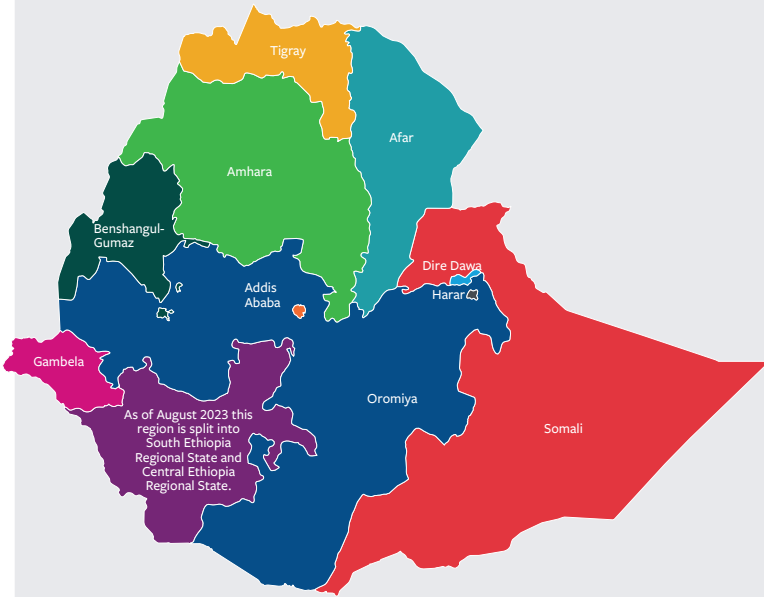 Tigray
Afar
Amhara
Benshangul-
Gumaz
Dire Dawa
Addis
Ababa
Harar
Gambela
Oromiya
As of August 2023 this
region is split into
South Ethiopia
Regional State and
Central Ethiopia
Regional State.
Somali